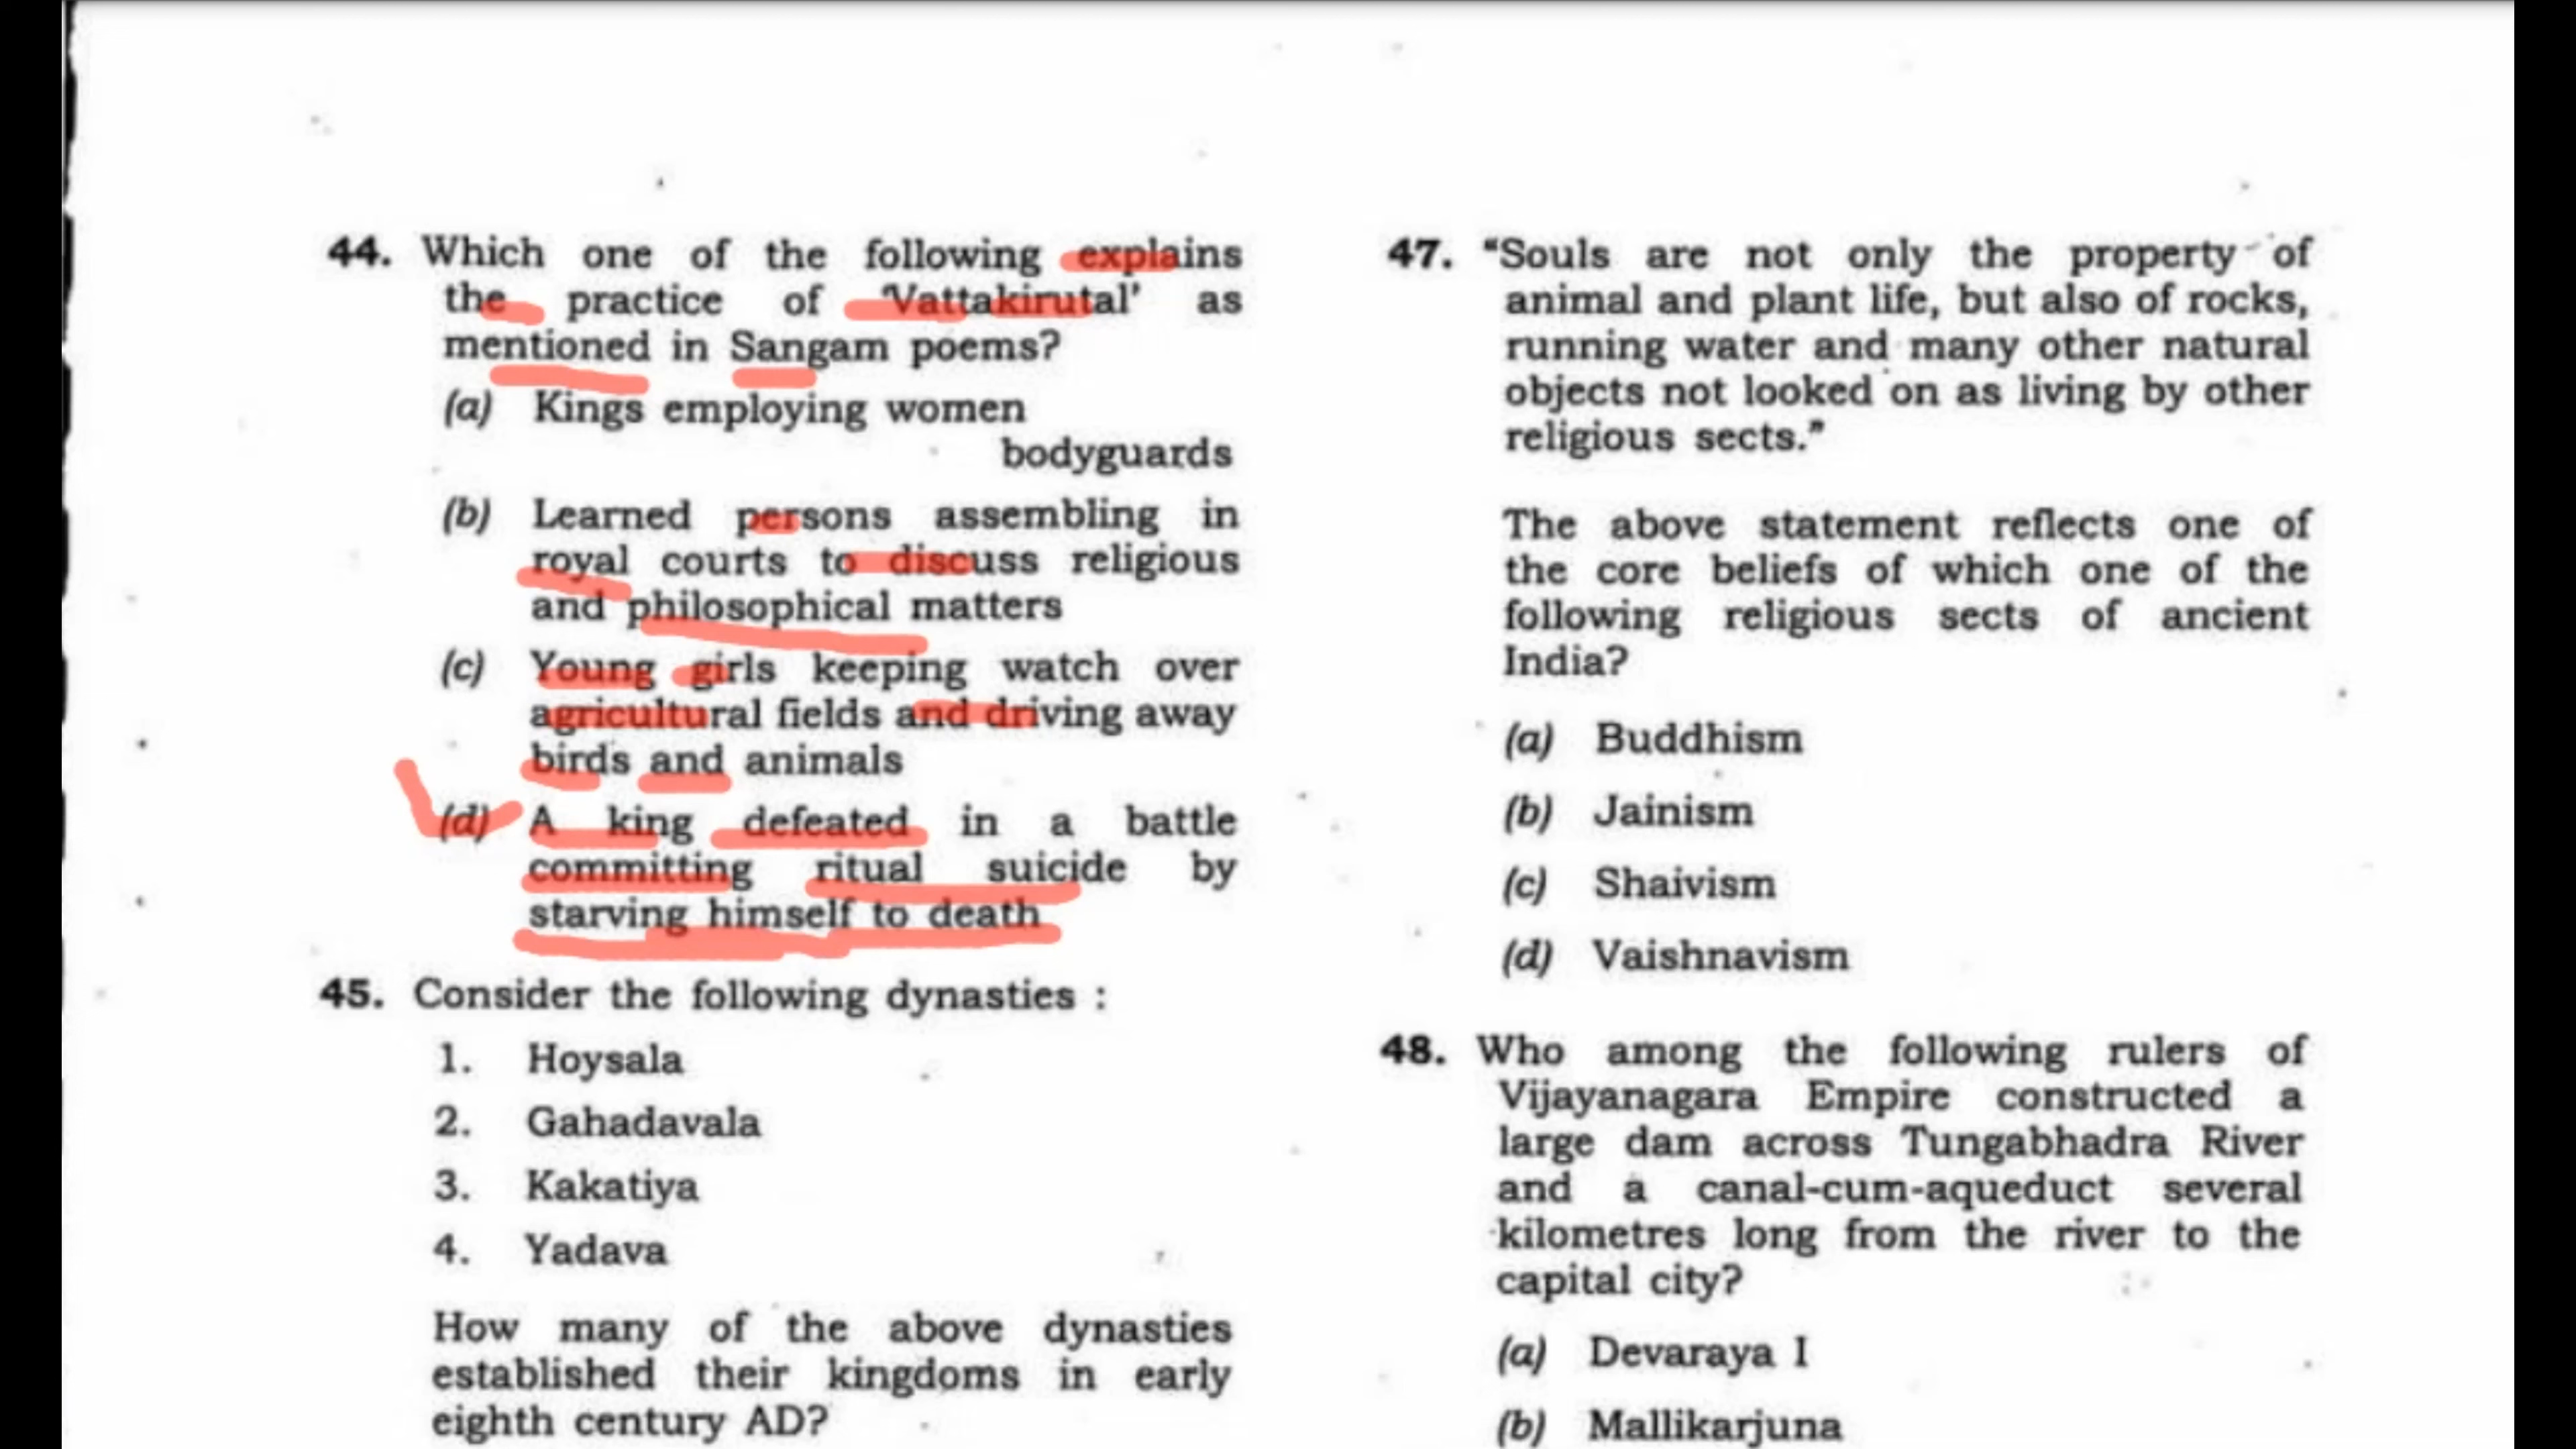 44. Which one of the following explains
the practice of 'Vattakirutal' as
mentioned in Sangam poems?
(a) Kings employing women
bodyguards
(b) Learned persons assembling in
royal courts to discuss religious
and philosophical matters
(c) Young girls keeping watch over
agricultural fields and driving away
birds and animals
(d) A king defeated in a battle
committing ritual suicide by
starving himself to death
45. Consider the following dynasties :
1. Hoysala
2. Gahadavala
3. Kakatiya
4. Yadava
How many of the above dynasties
established their kingdoms in early
eighth century AD?
47. "Souls are not only the property of
animal and plant life, but also of rocks,
running water and many other natural
objects not looked on as living by other
religious sects."
The above statement reflects one of
the core beliefs of which one of the
following religious sects of ancient
India?
(a) Buddhism
(b) Jainism
(c) Shaivism
(d) Vaishnavism
48. Who among the following rulers of
Vijayanagara Empire constructed a
large dam across Tungabhadra River
and a canal-cum-aqueduct several
kilometres long from the river to the
capital city?
(a) Devaraya I
(b) Mallikarjuna